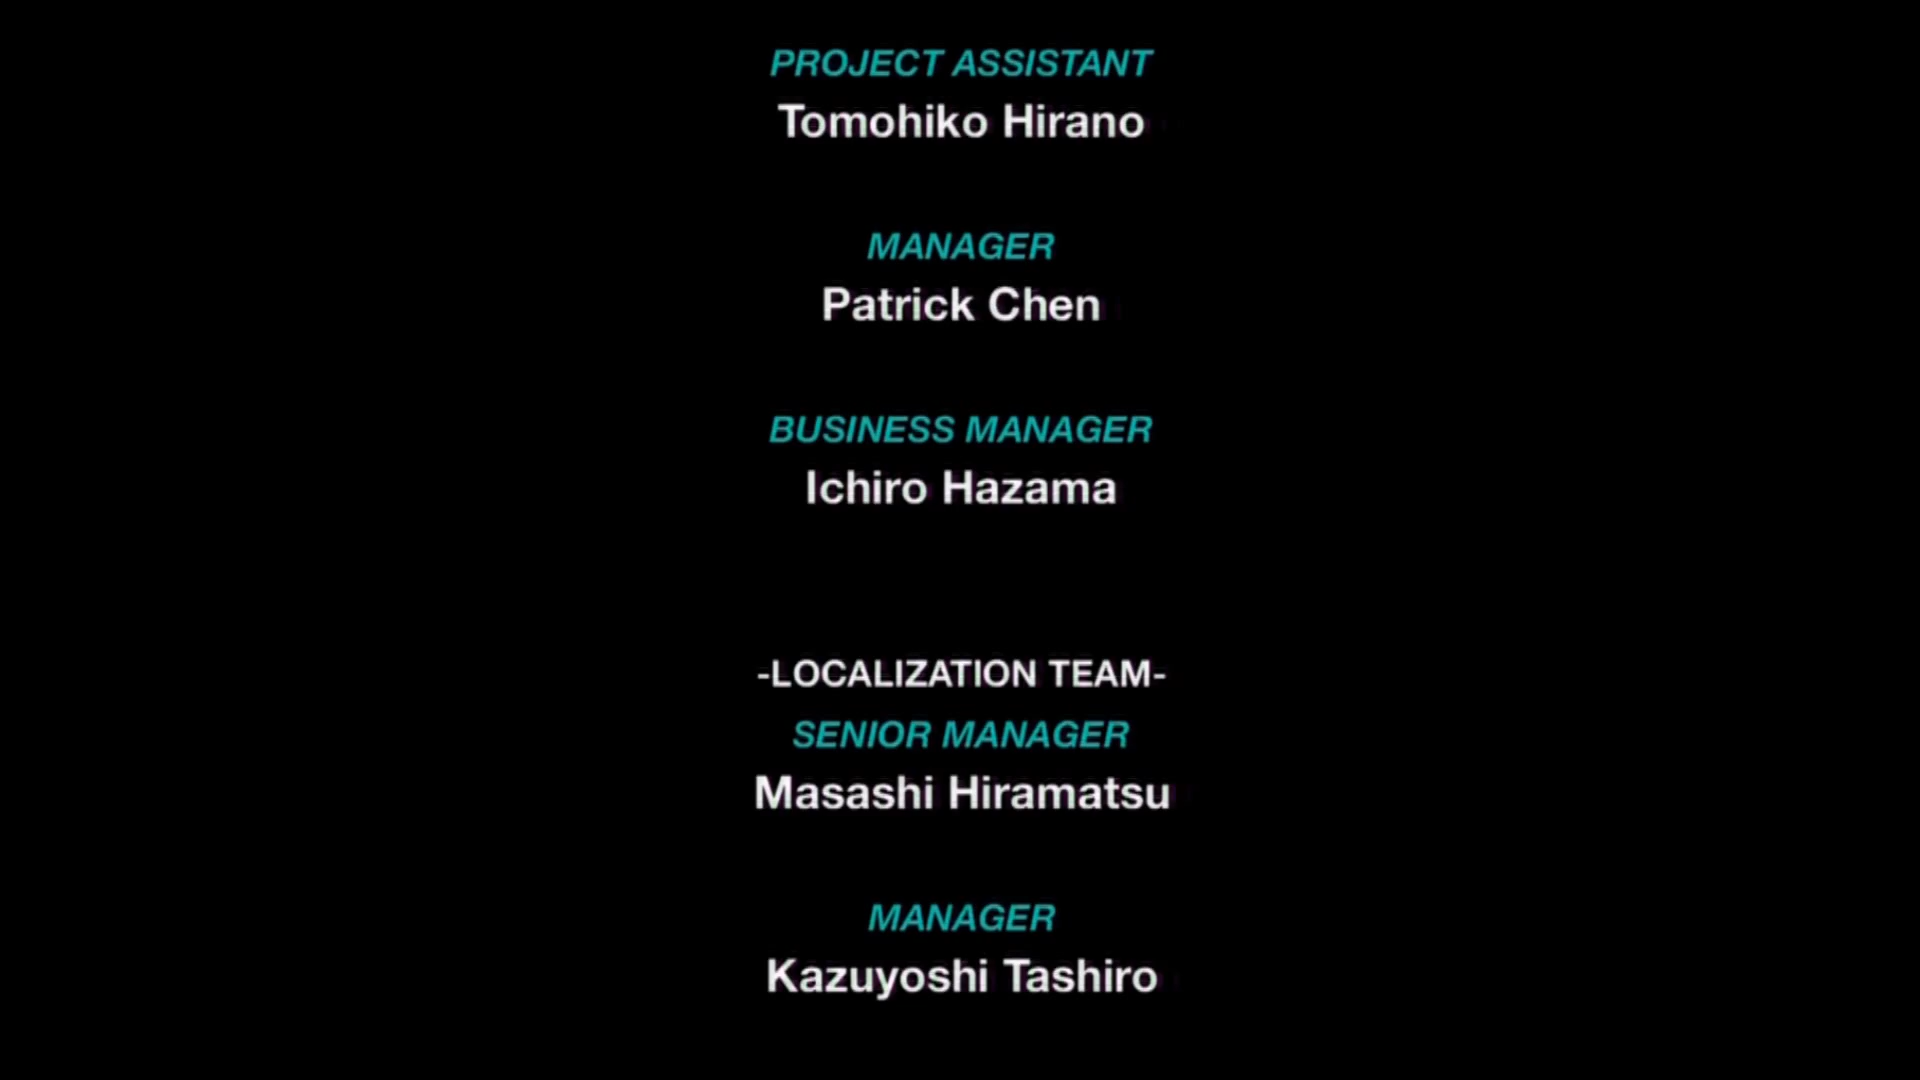 PROJECT ASSISTANT
Tomohiko Hirano
MANAGER
Patrick Chen
BUSINESS MANAGER
Ichiro Hazama
-LOCALIZATION TEAM-
SENIOR MANAGER
Masashi Hiramatsu
MANAGER
Kazuyoshi Tashiro